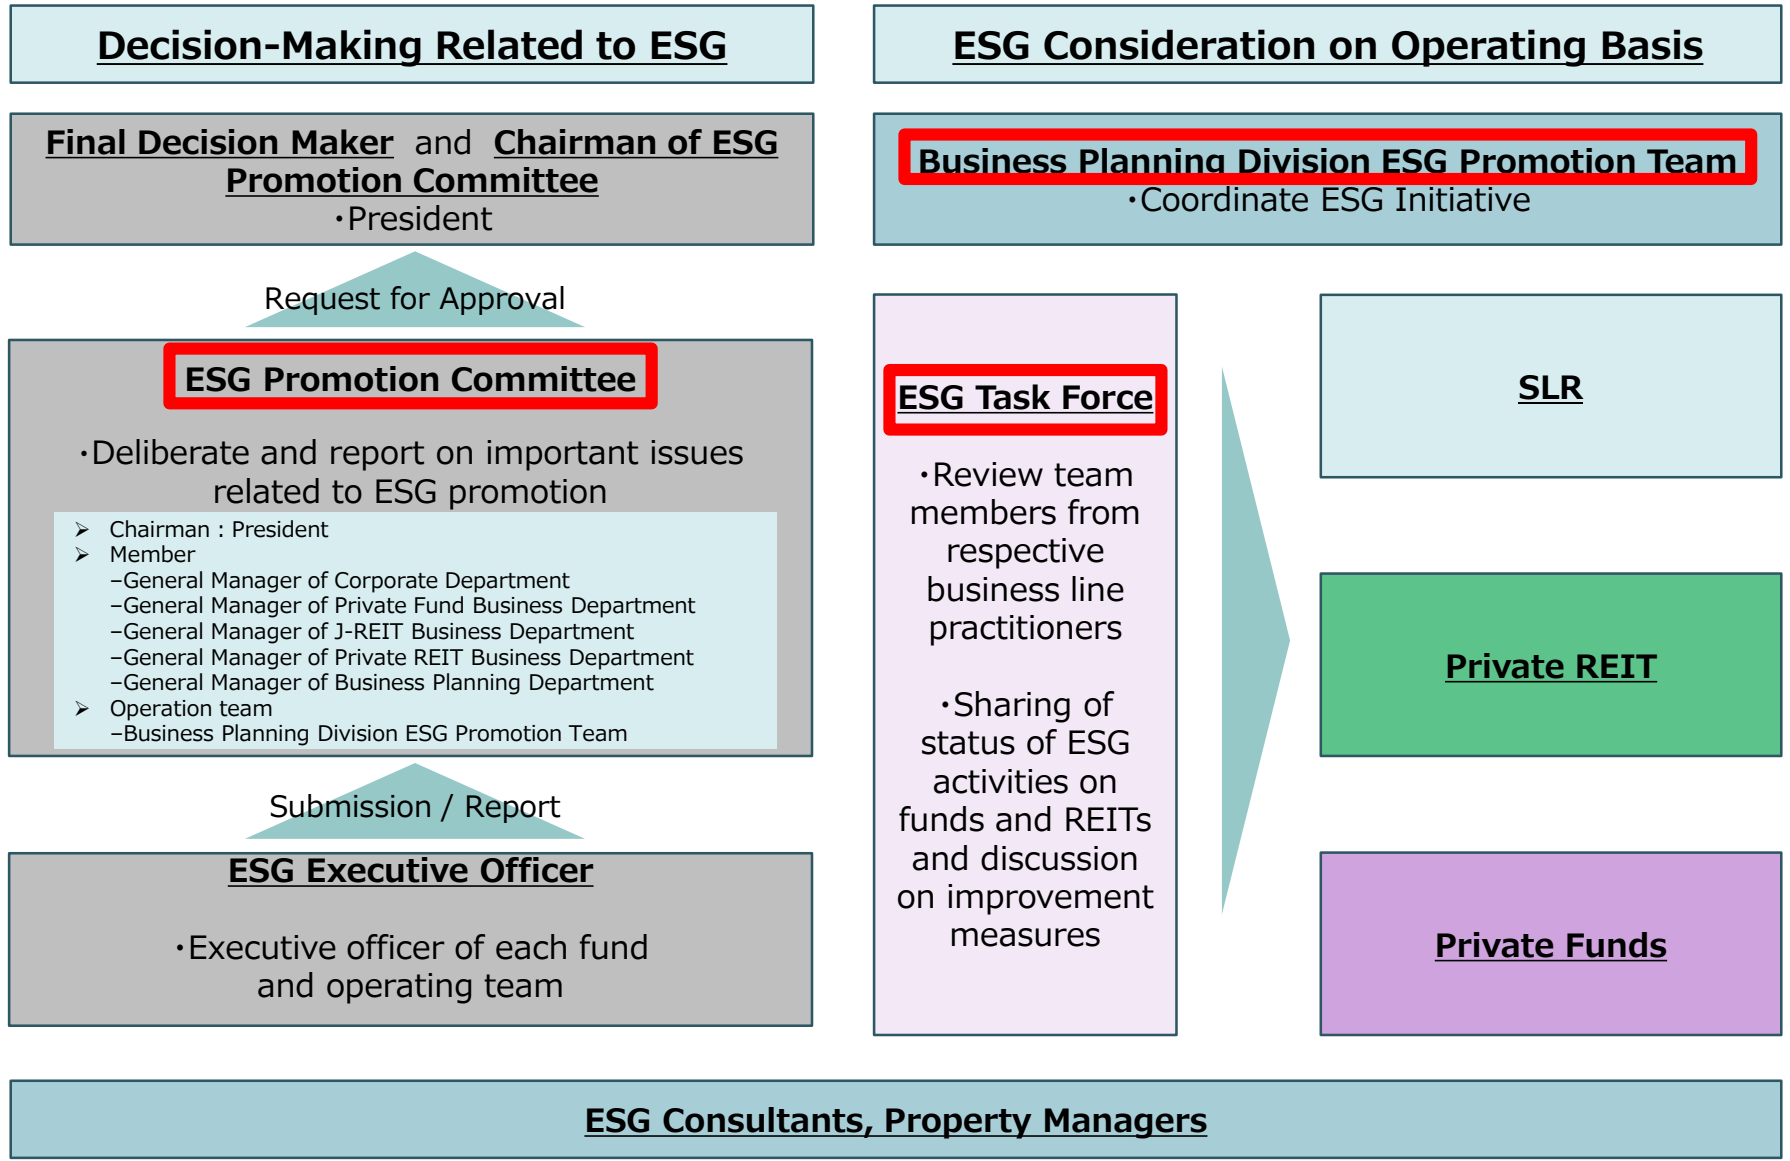 Decision-Making Related to ESG
Final Decision Maker and Chairman of ESG
Promotion Committee
・President
Request for Approval
ESG Promotion Committee
・Deliberate and report on important issues
related to ESG promotion
➢ Chairman : President
➢ Member
–General Manager of Corporate Department
–General Manager of Private Fund Business Department
–General Manager of J-REIT Business Department
–General Manager of Private REIT Business Department
–General Manager of Business Planning Department
➢ Operation team
–Business Planning Division ESG Promotion Team
Submission / Report
ESG Executive Officer
・Executive officer of each fund
and operating team
ESG Consideration on Operating Basis
Business Planning Division ESG Promotion Team
・Coordinate ESG Initiative
ESG Task Force
・Review team
members from
respective
business line
practitioners
・Sharing of
status of ESG
activities on
funds and REITs
and discussion
on improvement
measures
SLR
Private REIT
Private Funds
ESG Consultants, Property Managers